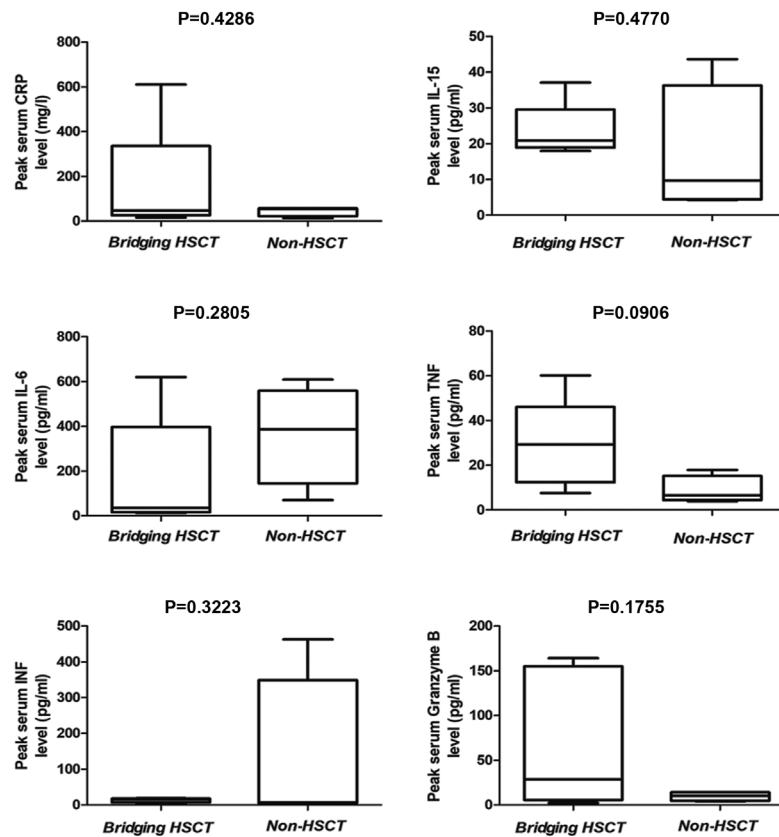 P=0.4286
Peak serum CRP
level (mg/l)
800
600
400
200
0
Bridging HSCT
Non-HSCT
P=0.4770
Peak serum IL-15
level (pg/ml)
50
40
30
20
10
0
Bridging HSCT
Non-HSCT
P=0.2805
Peak serum IL-6
level (pg/ml)
800
600
400
200
0
Bridging HSCT
Non-HSCT
P=0.0906
Peak serum TNF
level (pg/ml)
80
60
40
20
0
Bridging HSCT
Non-HSCT
P=0.3223
Peak serum INF
level (pg/ml)
500
400
300
200
100
0
Bridging HSCT
Non-HSCT
P=0.1755
Peak serum Granzyme B
level (pg/ml)
200
150
100
50
0
Bridging HSCT
Non-HSCT